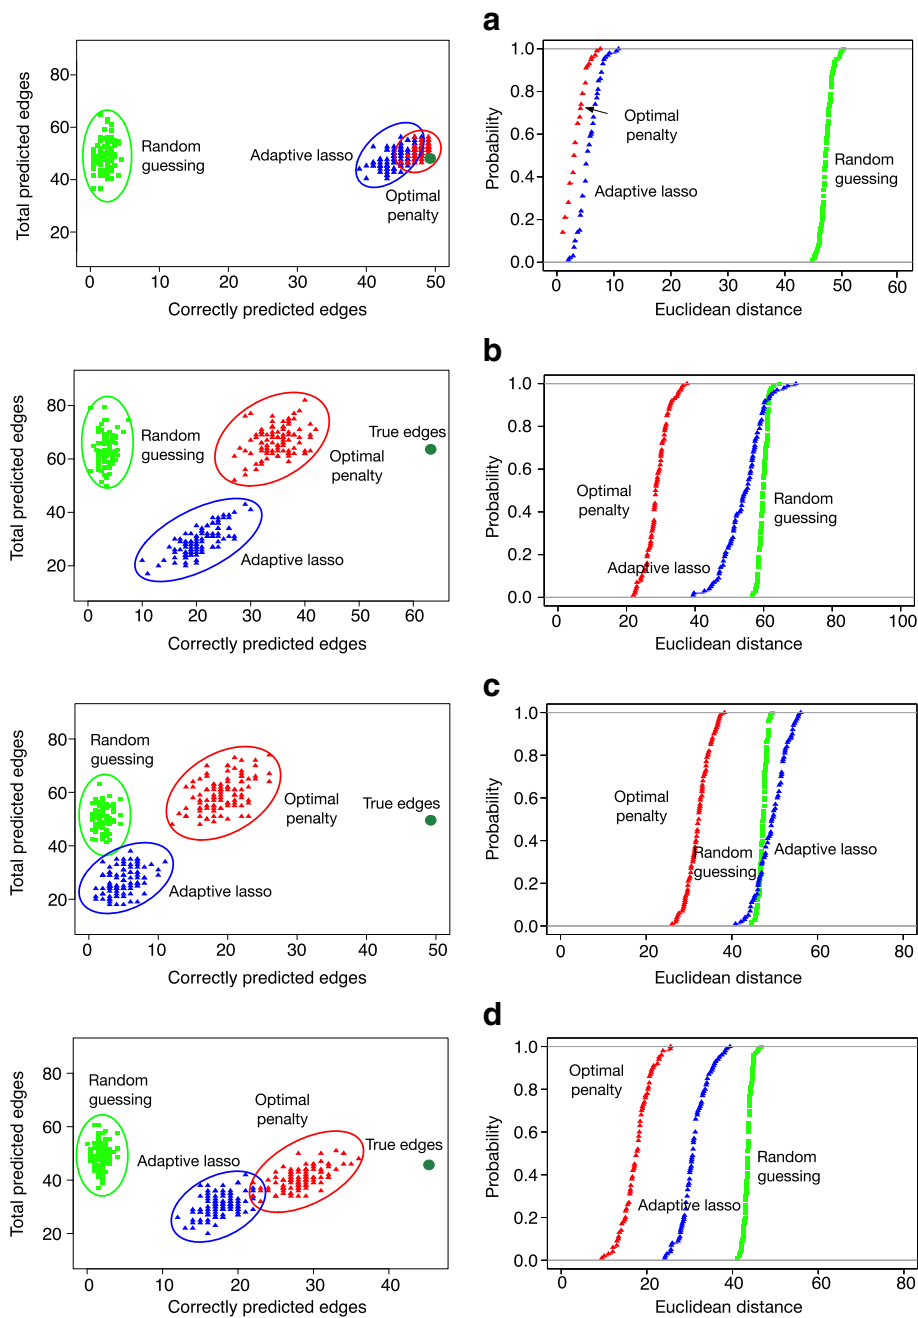 a
Total predicted edges
80
60
40
20
0
10
20
30
40
50
Correctly predicted edges
Random
guessing
Adaptive lasso
Optimal
penalty
Probability
1.0
0.8
0.6
0.4
0.2
0.0
0
10
20
30
40
50
60
Euclidean distance
Optimal
penalty
Adaptive lasso
Random
guessing
b
Total predicted edges
80
60
40
20
0
10
20
30
40
50
60
Correctly predicted edges
Random
guessing
True edges
Optimal
penalty
Adaptive lasso
Probability
1.0
0.8
0.6
0.4
0.2
0.0
0
20
40
60
80
100
Euclidean distance
Optimal
penalty
Random
guessing
Adaptive lasso
c
Total predicted edges
80
60
40
20
0
10
20
30
40
50
Correctly predicted edges
Random
guessing
Optimal
penalty
True edges
Adaptive lasso
Probability
1.0
0.8
0.6
0.4
0.2
0.0
0
20
40
60
80
Euclidean distance
Optimal
penalty
Random
guessing
Adaptive lasso
d
Total predicted edges
80
60
40
20
0
10
20
30
40
Correctly predicted edges
Random
guessing
Optimal
penalty
Adaptive lasso
True edges
Probability
1.0
0.8
0.6
0.4
0.2
0.0
0
20
40
60
80
Euclidean distance
Optimal
penalty
Random
guessing
Adaptive lasso